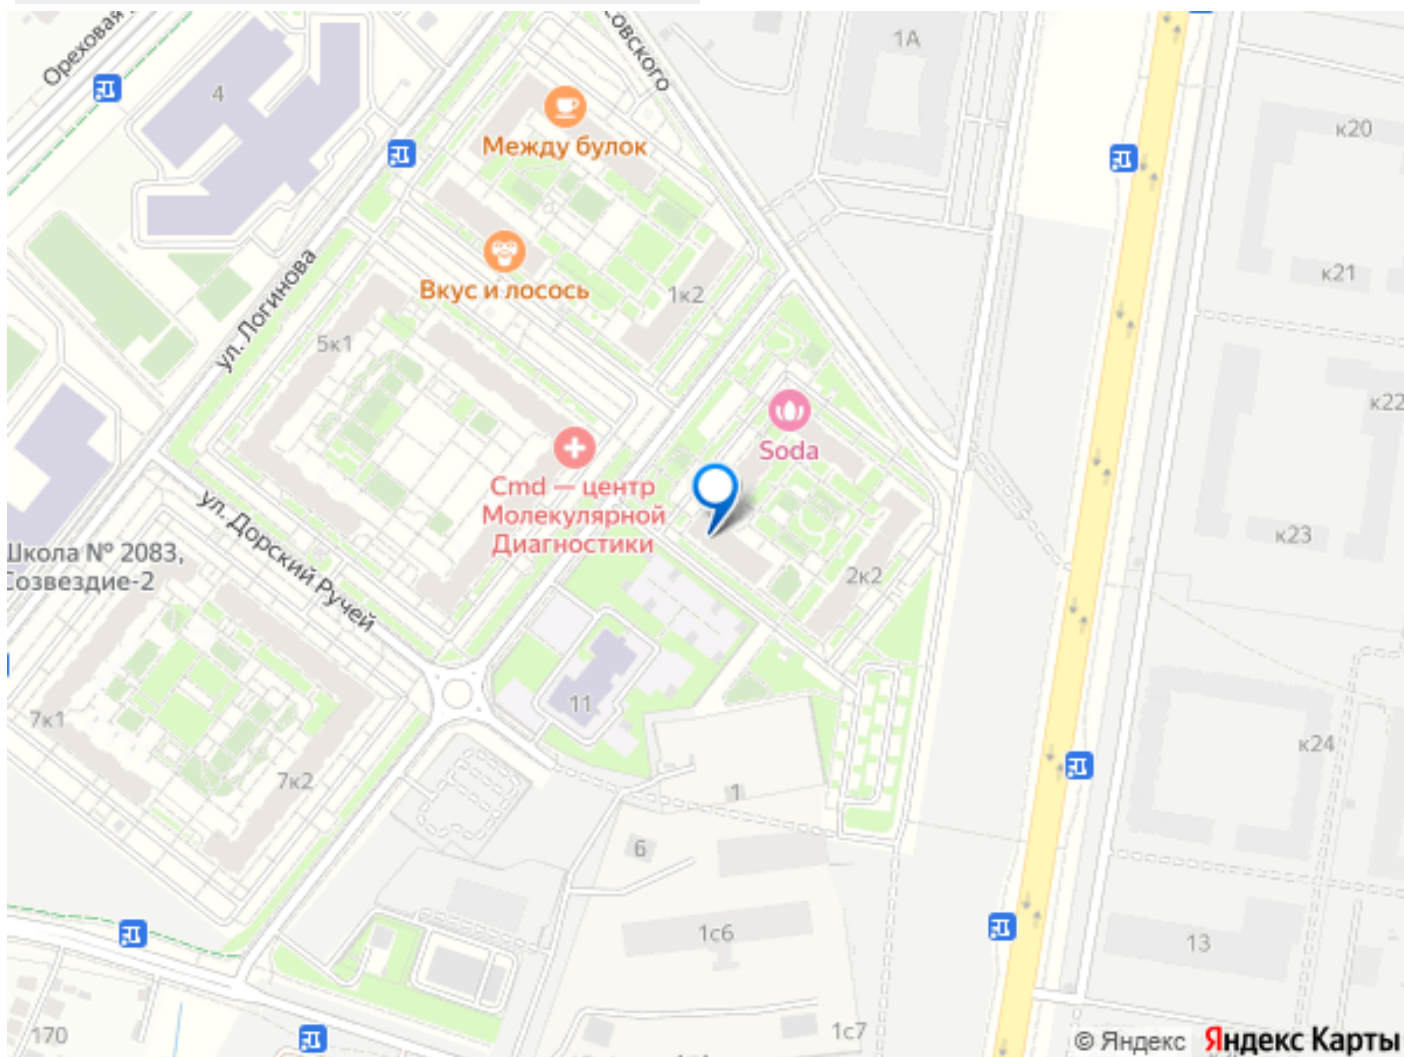 Ореховая
4
совского
1А
к20
Между булок
Вкус и лосось
1к2
к21
ул. Логинова
5к1
к22
Soda
Cmd — центр
Молекулярной
Диагностики
ул. Дорский Ручей
Школа № 2083,
Созвездие-2
2к2
к23
11
7к1
7к2
1
к24
6
1с6
13
170
1с7
© Яндекс Яндекс Карты